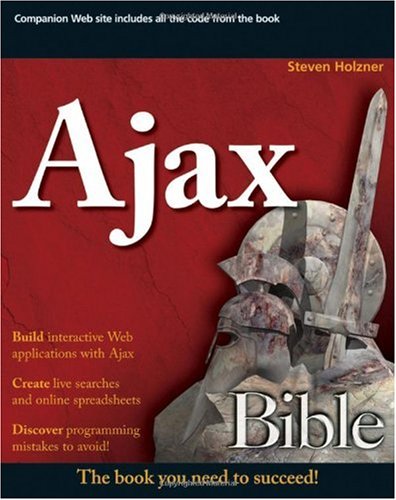 Companion Web site includes all the code from the book
Steven Holzner
Ajax
Build interactive Web
applications with Ajax
Create live searches
and online spreadsheets
Discover programming
mistakes to avoid!
Bible
The book you need to succeed!